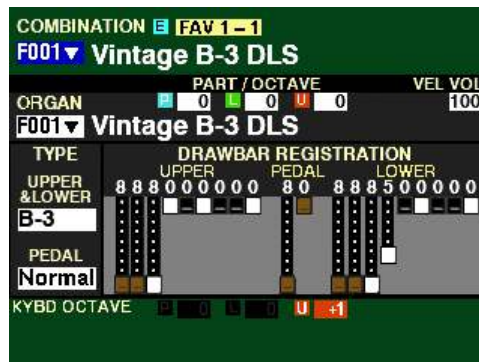 COMBINATION E FAV 1 – 1
F001▼ Vintage B-3 DLS
PART / OCTAVE VEL VOL
ORGAN P 0 L 0 U 0 100
F001▼ Vintage B-3 DLS
TYPE DRAWBAR REGISTRATION
UPPER PEDAL LOWER
UPPER 888000000 80 888500000
&LOWER
B-3
PEDAL
Normal
KYBD OCTAVE P 0 L 0 U +1